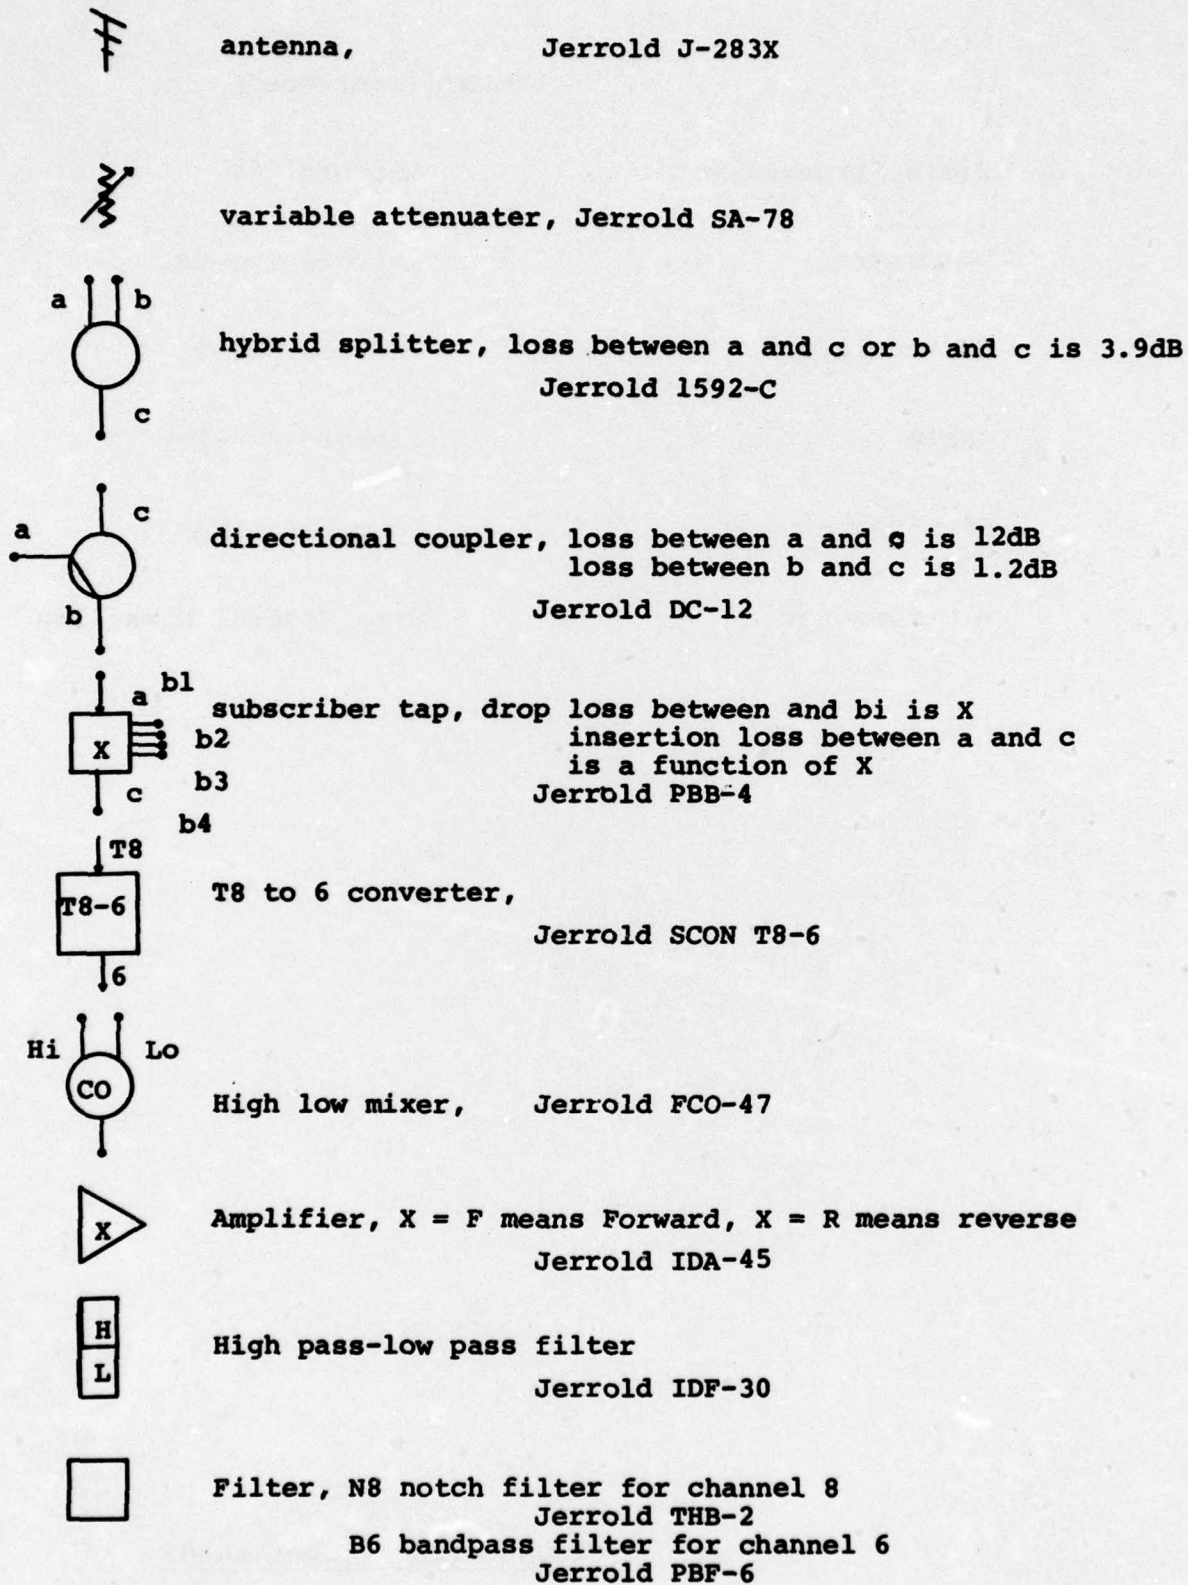 antenna, Jerrold J-283X
variable attenuater, Jerrold SA-78
a b
hybrid splitter, loss between a and c or b and c is 3.9dB
Jerrold 1592-C
c
c
a
directional coupler, loss between a and c is 12dB
loss between b and c is 1.2dB
Jerrold DC-12
b
a b1
subscriber tap, drop loss between and bi is X
X b2 insertion loss between a and c
is a function of X
c b3
Jerrold PBB-4
b4
T8
T8-6 T8 to 6 converter,
Jerrold SCON T8-6
6
Hi Lo
CO
High low mixer, Jerrold FCO-47
X Amplifier, X = F means Forward, X = R means reverse
Jerrold IDA-45
H
High pass-low pass filter
L
Jerrold IDF-30
Filter, N8 notch filter for channel 8
Jerrold THB-2
B6 bandpass filter for channel 6
Jerrold PBF-6